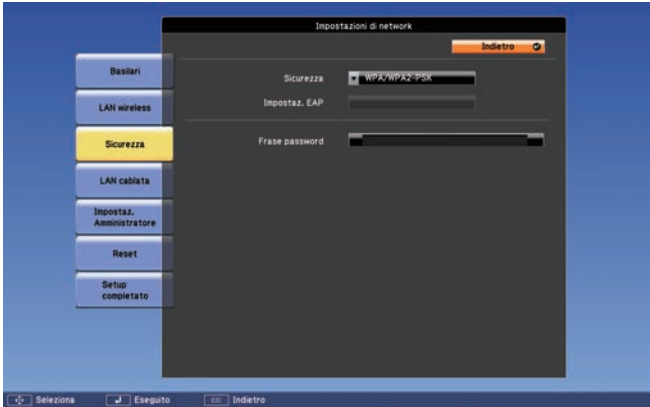 Impostazioni di network
Indietro
Basilari
LAN wireless
Sicurezza
LAN cablata
Impostaz.
Amministratore
Reset
Setup
completato
Sicurezza WPA/WPA2-PSK
Impostaz. EAP
Frase password
Seleziona Eseguito Indietro